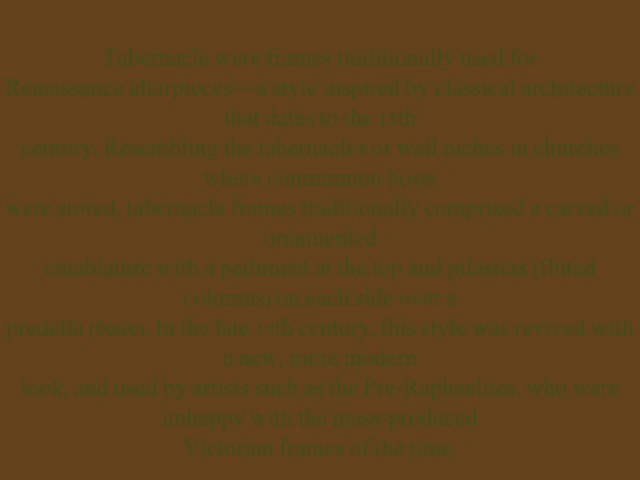 Tabernacle were frames traditionally used for
Renaissance altarpieces—a style inspired by classical architecture
that dates to the 15th
century. Resembling the tabernacles or wall niches in churches
where communion hosts
were stored, tabernacle frames traditionally comprised a carved or
ornamented
entablature with a pediment at the top and pilasters (fluted
columns) on each side over a
predella (base). In the late 19th century, this style was revived with
a new, more modern
look, and used by artists such as the Pre-Raphaelites, who were
unhappy with the mass-produced
Victorian frames of the time.